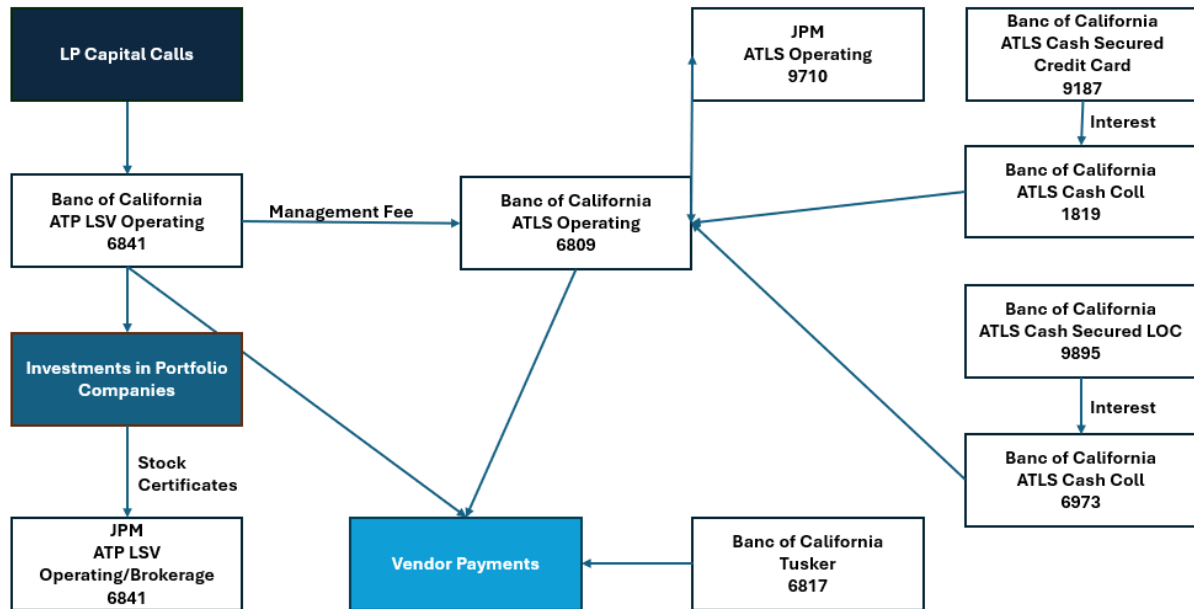 LP Capital Calls
JPM
ATLS Operating
9710
Banc of California
ATLS Cash Secured
Credit Card
9187
Interest
Banc of California
ATP LSV Operating
6841
Management Fee
Banc of California
ATLS Operating
6809
Banc of California
ATLS Cash Coll
1819
Investments in Portfolio
Companies
Banc of California
ATLS Cash Secured LOC
9895
Interest
Stock
Certificates
Banc of California
ATLS Cash Coll
6973
JPM
ATP LSV
Operating/Brokerage
6841
Vendor Payments
Banc of California
Tusker
6817